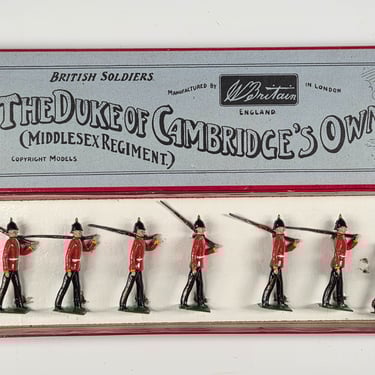 BRITISH SOLDIERS.
MANUFACTURED BY W Britain IN LONDON
ENGLAND
THE DUKE OF CAMBRIDGE'S OWN
(MIDDLESEX REGIMENT.)
COPYRIGHT MODELS